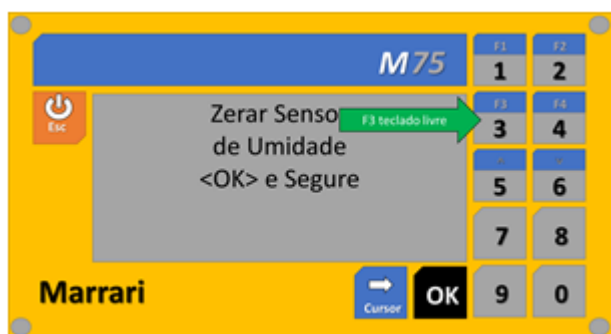 M75
F1 F2
1 2
Esc
Zerar Senso
F3 teclado livre
F3 F4
3 4
de Umidade
<OK> e Segure
5 6
7 8
Marrari
Cursor
OK
9 0